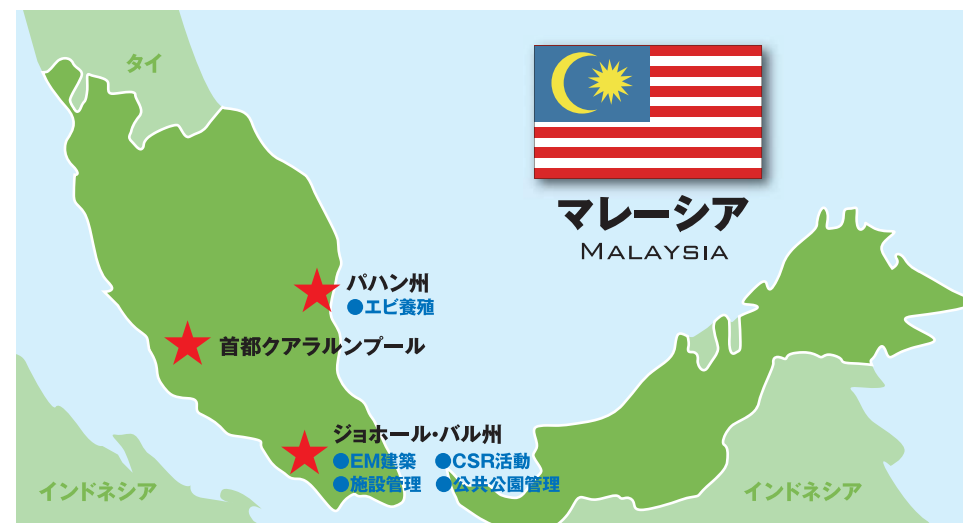 タイ
マレーシア
MALAYSIA
パハン州
●エビ養殖
首都クアラルンプール
ジョホール・バル州
●EM建築 ●CSR活動
●施設管理 ●公共公園管理
インドネシア
インドネシア